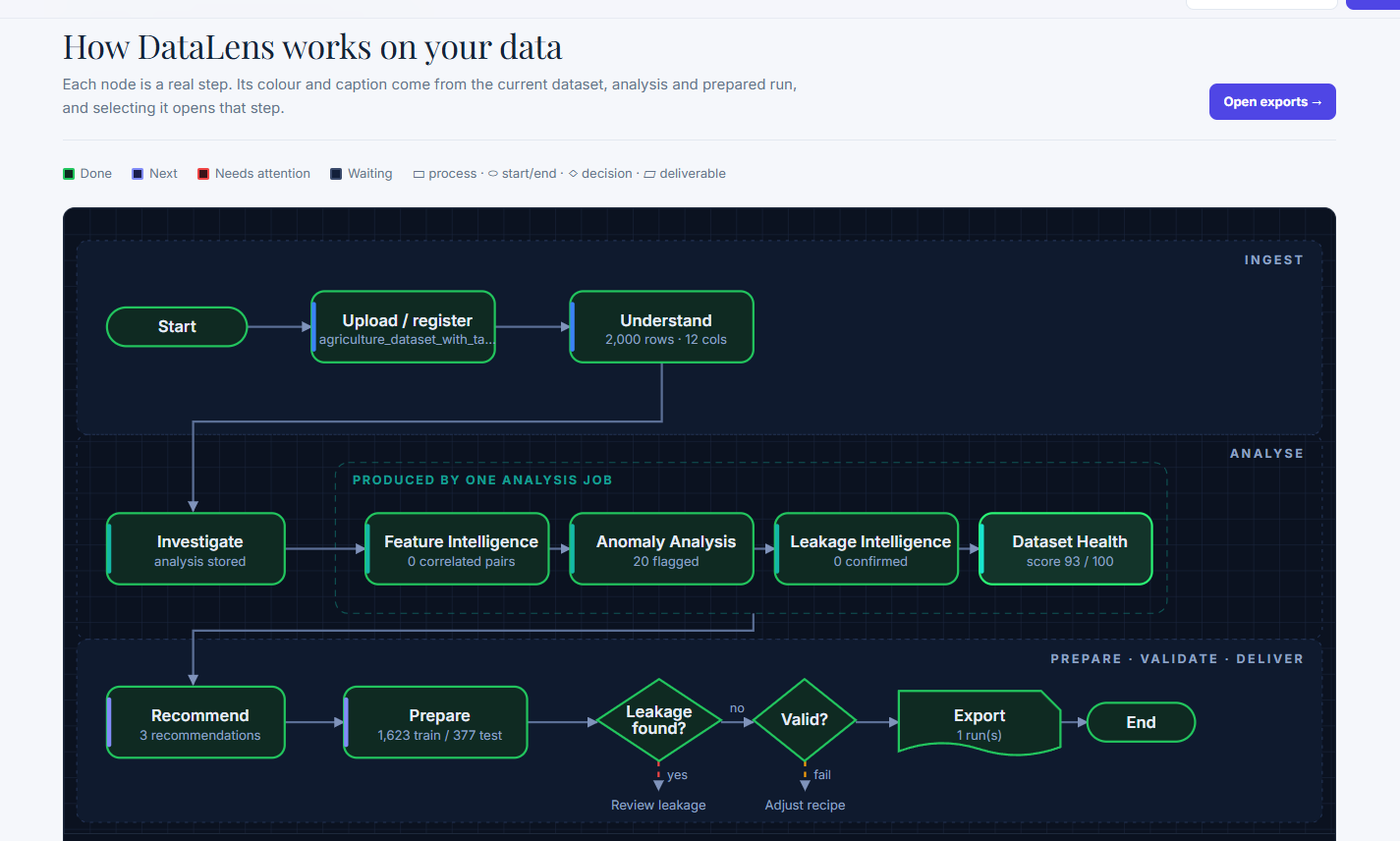 How DataLens works on your data
Each node is a real step. Its colour and caption come from the current dataset, analysis and prepared run,
and selecting it opens that step.
Open exports →
Done
Next
Needs attention
Waiting
▭ process · ⬭ start/end · ◇ decision · ▱ deliverable
INGEST
Start
Upload / register
agriculture_dataset_with_ta…
Understand
2,000 rows · 12 cols
ANALYSE
PRODUCED BY ONE ANALYSIS JOB
Investigate
analysis stored
Feature Intelligence
0 correlated pairs
Anomaly Analysis
20 flagged
Leakage Intelligence
0 confirmed
Dataset Health
score 93 / 100
PREPARE · VALIDATE · DELIVER
Recommend
3 recommendations
Prepare
1,623 train / 377 test
Leakage
found?
no
Valid?
Export
1 run(s)
End
yes
fail
Review leakage
Adjust recipe